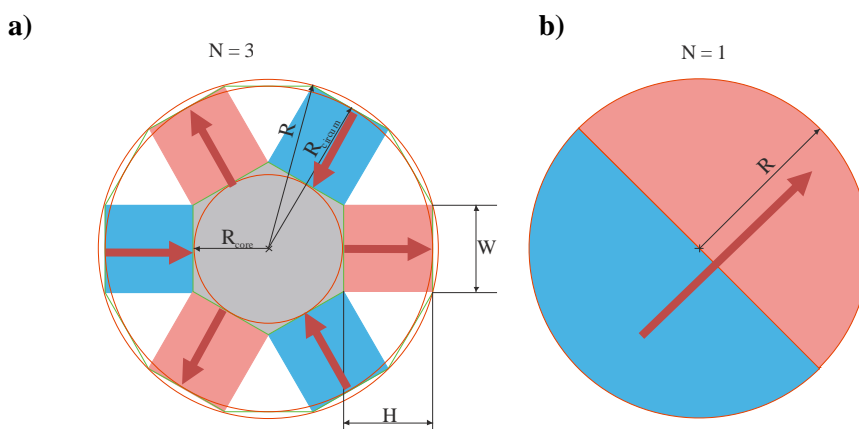 a)
N = 3
R
R_circum
R_core
W
H
b)
N = 1
R